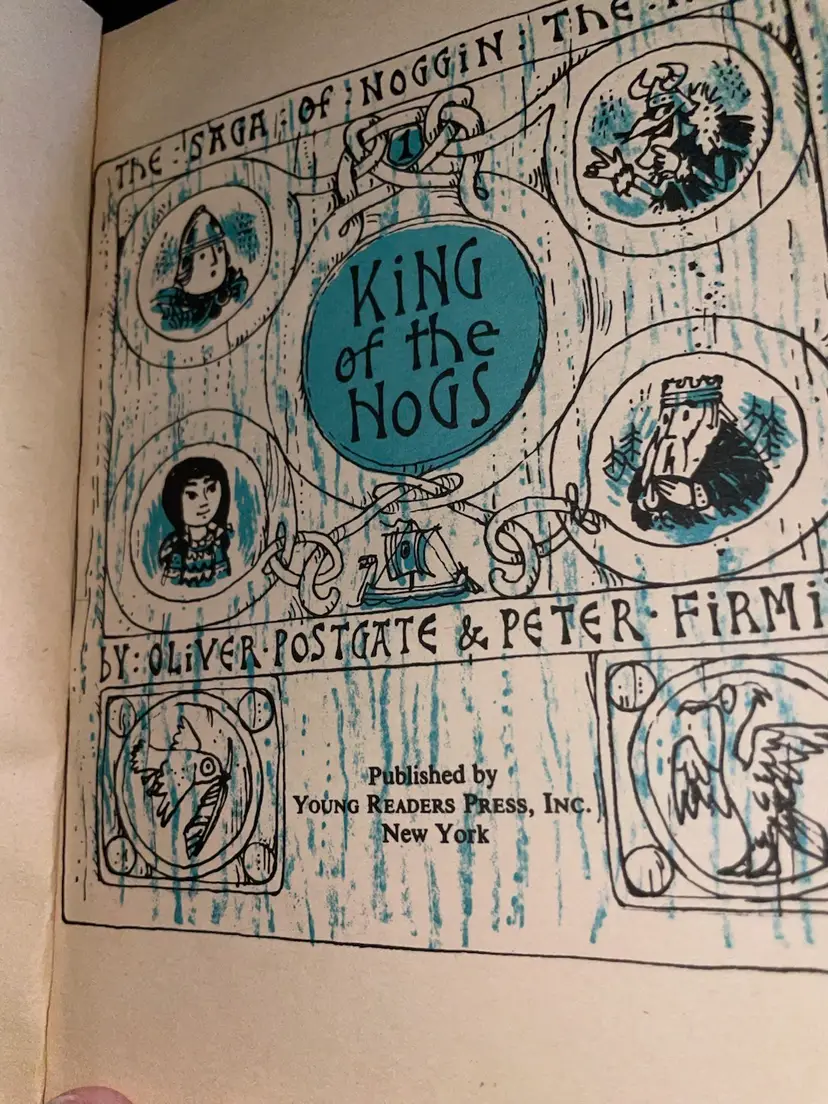 THE : SAGA · OF : NOGGIN : THE ·
1
KiNG
of the
NOGS
bY : OLiVER · POSTGATE & PETER · FiRMi
Published by
YOUNG READERS PRESS, INC.
New York